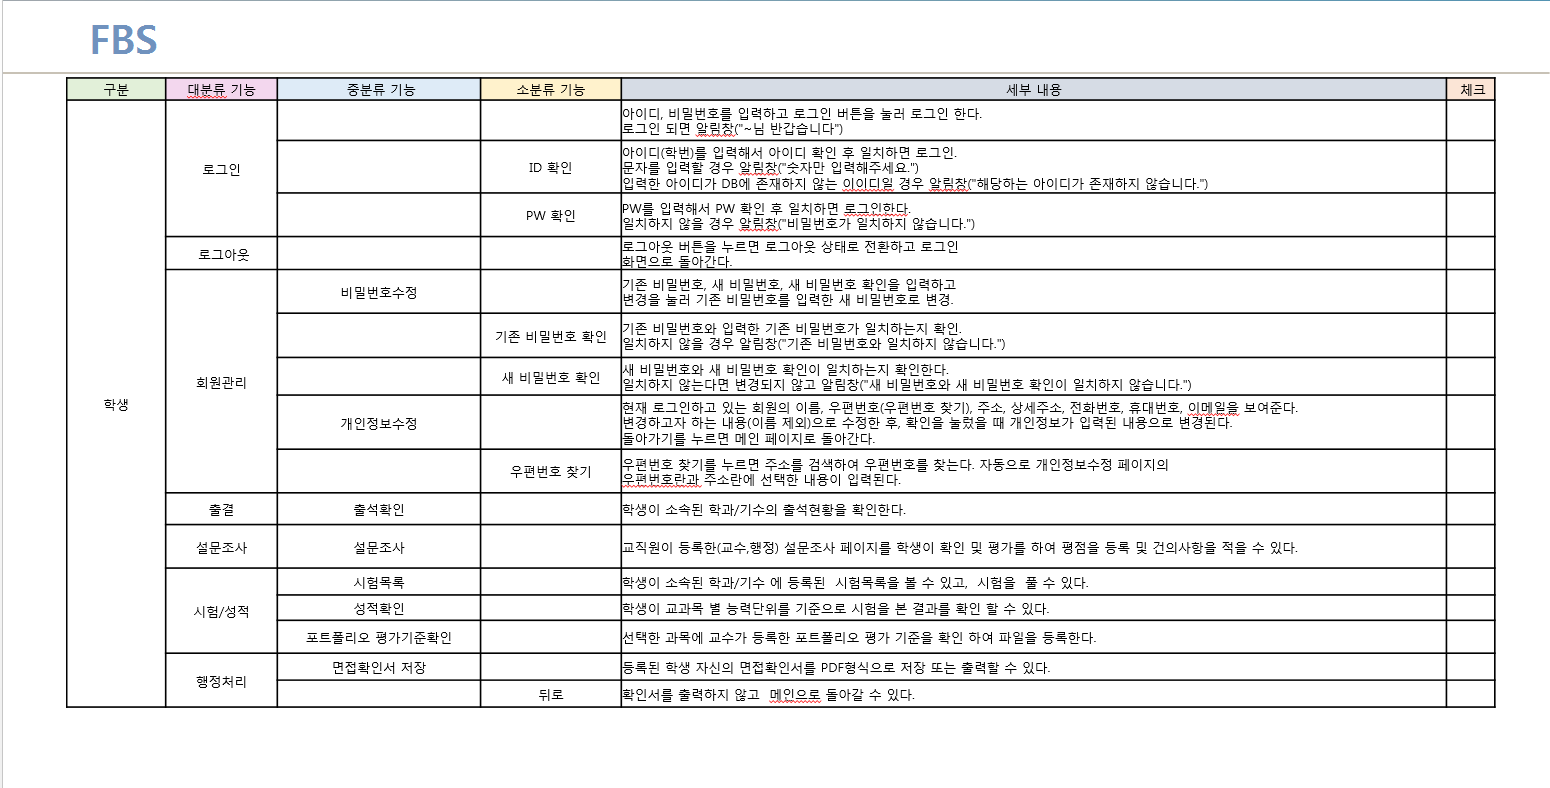 FBS
구분 대분류 기능 중분류 기능 소분류 기능 세부 내용 체크
학생
로그인
아이디, 비밀번호를 입력하고 로그인 버튼을 눌러 로그인 한다.
로그인 되면 알림창("~님 반갑습니다")
ID 확인
아이디(학번)를 입력해서 아이디 확인 후 일치하면 로그인.
문자를 입력할 경우 알림창("숫자만 입력해주세요.")
입력한 아이디가 DB에 존재하지 않는 이이디일 경우 알림창("해당하는 아이디가 존재하지 않습니다.")
PW 확인
PW를 입력해서 PW 확인 후 일치하면 로그인한다.
일치하지 않을 경우 알림창("비밀번호가 일치하지 않습니다.")
로그아웃
로그아웃 버튼을 누르면 로그아웃 상태로 전환하고 로그인
화면으로 돌아간다.
회원관리
비밀번호수정
기존 비밀번호, 새 비밀번호, 새 비밀번호 확인을 입력하고
변경을 눌러 기존 비밀번호를 입력한 새 비밀번호로 변경.
기존 비밀번호 확인
기존 비밀번호와 입력한 기존 비밀번호가 일치하는지 확인.
일치하지 않을 경우 알림창("기존 비밀번호와 일치하지 않습니다.")
새 비밀번호 확인
새 비밀번호와 새 비밀번호 확인이 일치하는지 확인한다.
일치하지 않는다면 변경되지 않고 알림창("새 비밀번호와 새 비밀번호 확인이 일치하지 않습니다.")
개인정보수정
현재 로그인하고 있는 회원의 이름, 우편번호(우편번호 찾기), 주소, 상세주소, 전화번호, 휴대번호, 이메일을 보여준다.
변경하고자 하는 내용(이름 제외)으로 수정한 후, 확인을 눌렀을 때 개인정보가 입력된 내용으로 변경된다.
돌아가기를 누르면 메인 페이지로 돌아간다.
우편번호 찾기
우편번호 찾기를 누르면 주소를 검색하여 우편번호를 찾는다. 자동으로 개인정보수정 페이지의
우편번호란과 주소란에 선택한 내용이 입력된다.
출결 출석확인 학생이 소속된 학과/기수의 출석현황을 확인한다.
설문조사 설문조사 교직원이 등록한(교수,행정) 설문조사 페이지를 학생이 확인 및 평가를 하여 평점을 등록 및 건의사항을 적을 수 있다.
시험/성적
시험목록 학생이 소속된 학과/기수 에 등록된 시험목록을 볼 수 있고, 시험을 풀 수 있다.
성적확인 학생이 교과목 별 능력단위를 기준으로 시험을 본 결과를 확인 할 수 있다.
포트폴리오 평가기준확인 선택한 과목에 교수가 등록한 포트폴리오 평가 기준을 확인 하여 파일을 등록한다.
행정처리
면접확인서 저장 등록된 학생 자신의 면접확인서를 PDF형식으로 저장 또는 출력할 수 있다.
뒤로 확인서를 출력하지 않고 메인으로 돌아갈 수 있다.